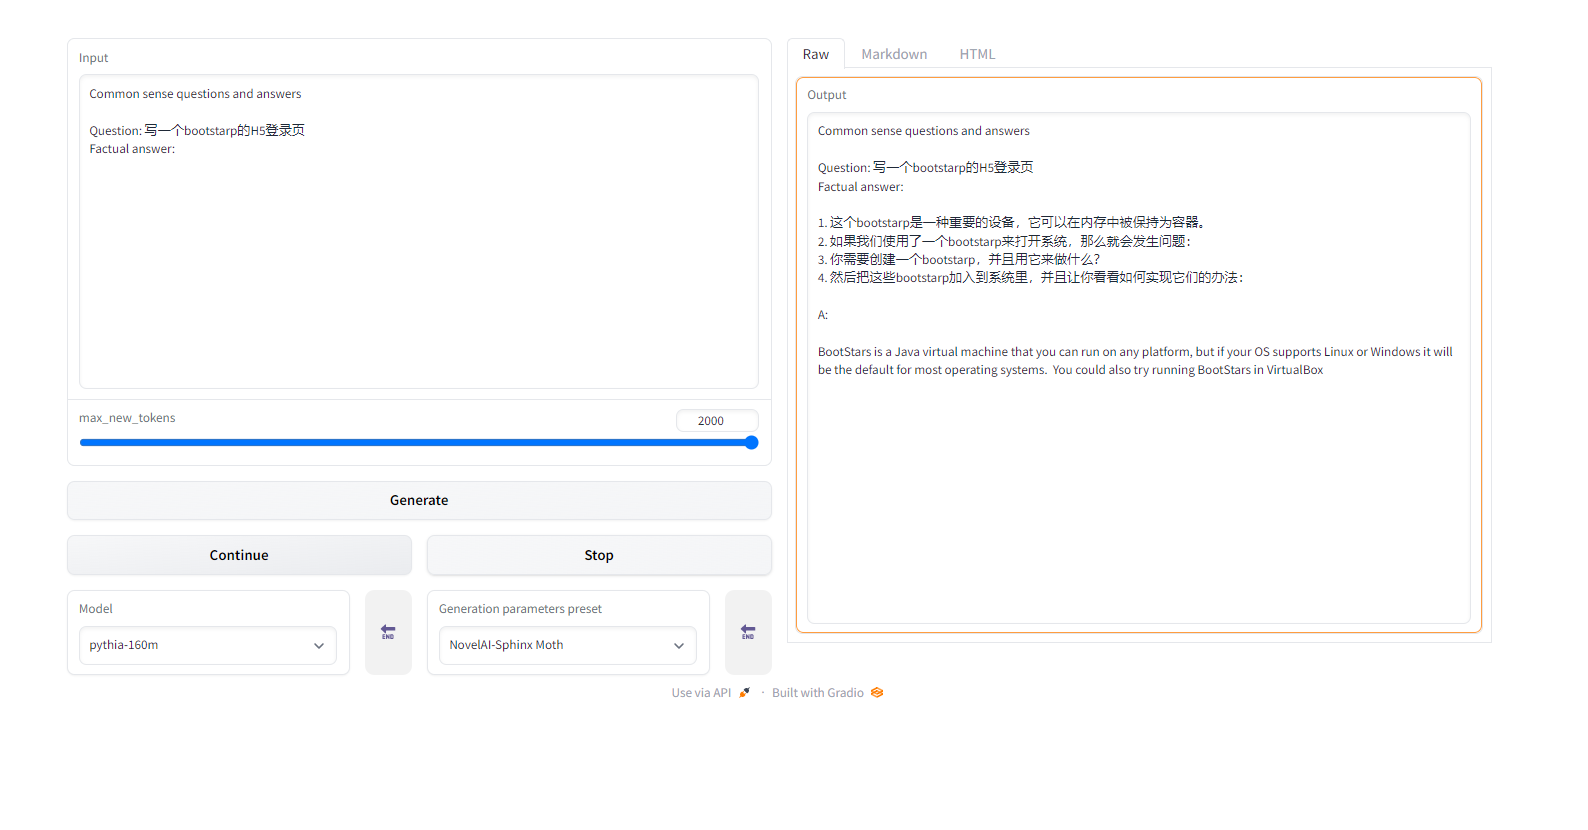 Input
Common sense questions and answers
Question: 写一个bootstarp的H5登录页
Factual answer:
max_new_tokens
2000
Generate
Continue
Stop
Model
pythia-160m
END
Generation parameters preset
NovelAI-Sphinx Moth
END
Raw
Markdown
HTML
Output
Common sense questions and answers
Question: 写一个bootstarp的H5登录页
Factual answer:
1. 这个bootstarp是一种重要的设备，它可以在内存中被保持为容器。
2. 如果我们使用了一个bootstarp来打开系统，那么就会发生问题：
3. 你需要创建一个bootstarp，并且用它来做什么？
4. 然后把这些bootstarp加入到系统里，并且让你看看如何实现它们的办法：
A:
BootStars is a Java virtual machine that you can run on any platform, but if your OS supports Linux or Windows it will
be the default for most operating systems.  You could also try running BootStars in VirtualBox
Use via API · Built with Gradio